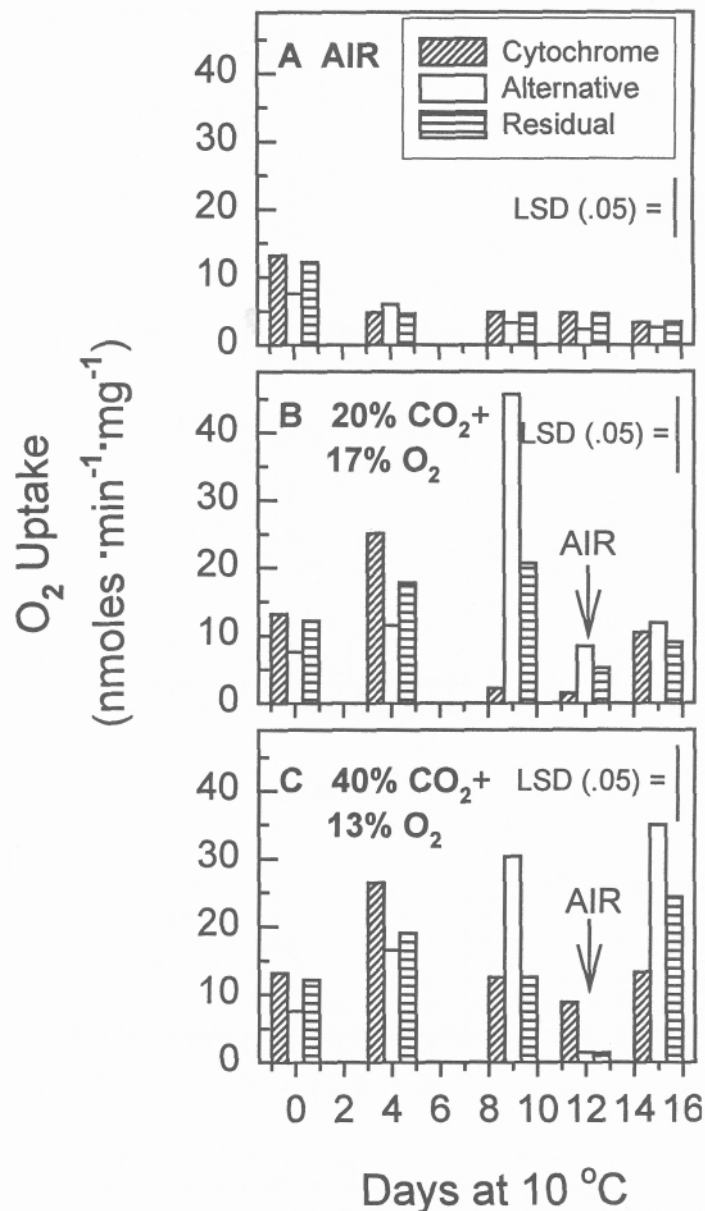 A AIR
Cytochrome
Alternative
Residual
LSD (.05) =
40
30
20
10
0
B 20% CO₂+
17% O₂
LSD (.05) =
AIR
40
30
20
10
0
C 40% CO₂+
13% O₂
LSD (.05) =
AIR
40
30
20
10
0
O₂ Uptake
(nmoles ·min⁻¹·mg⁻¹)
0 2 4 6 8 10 12 14 16
Days at 10 °C